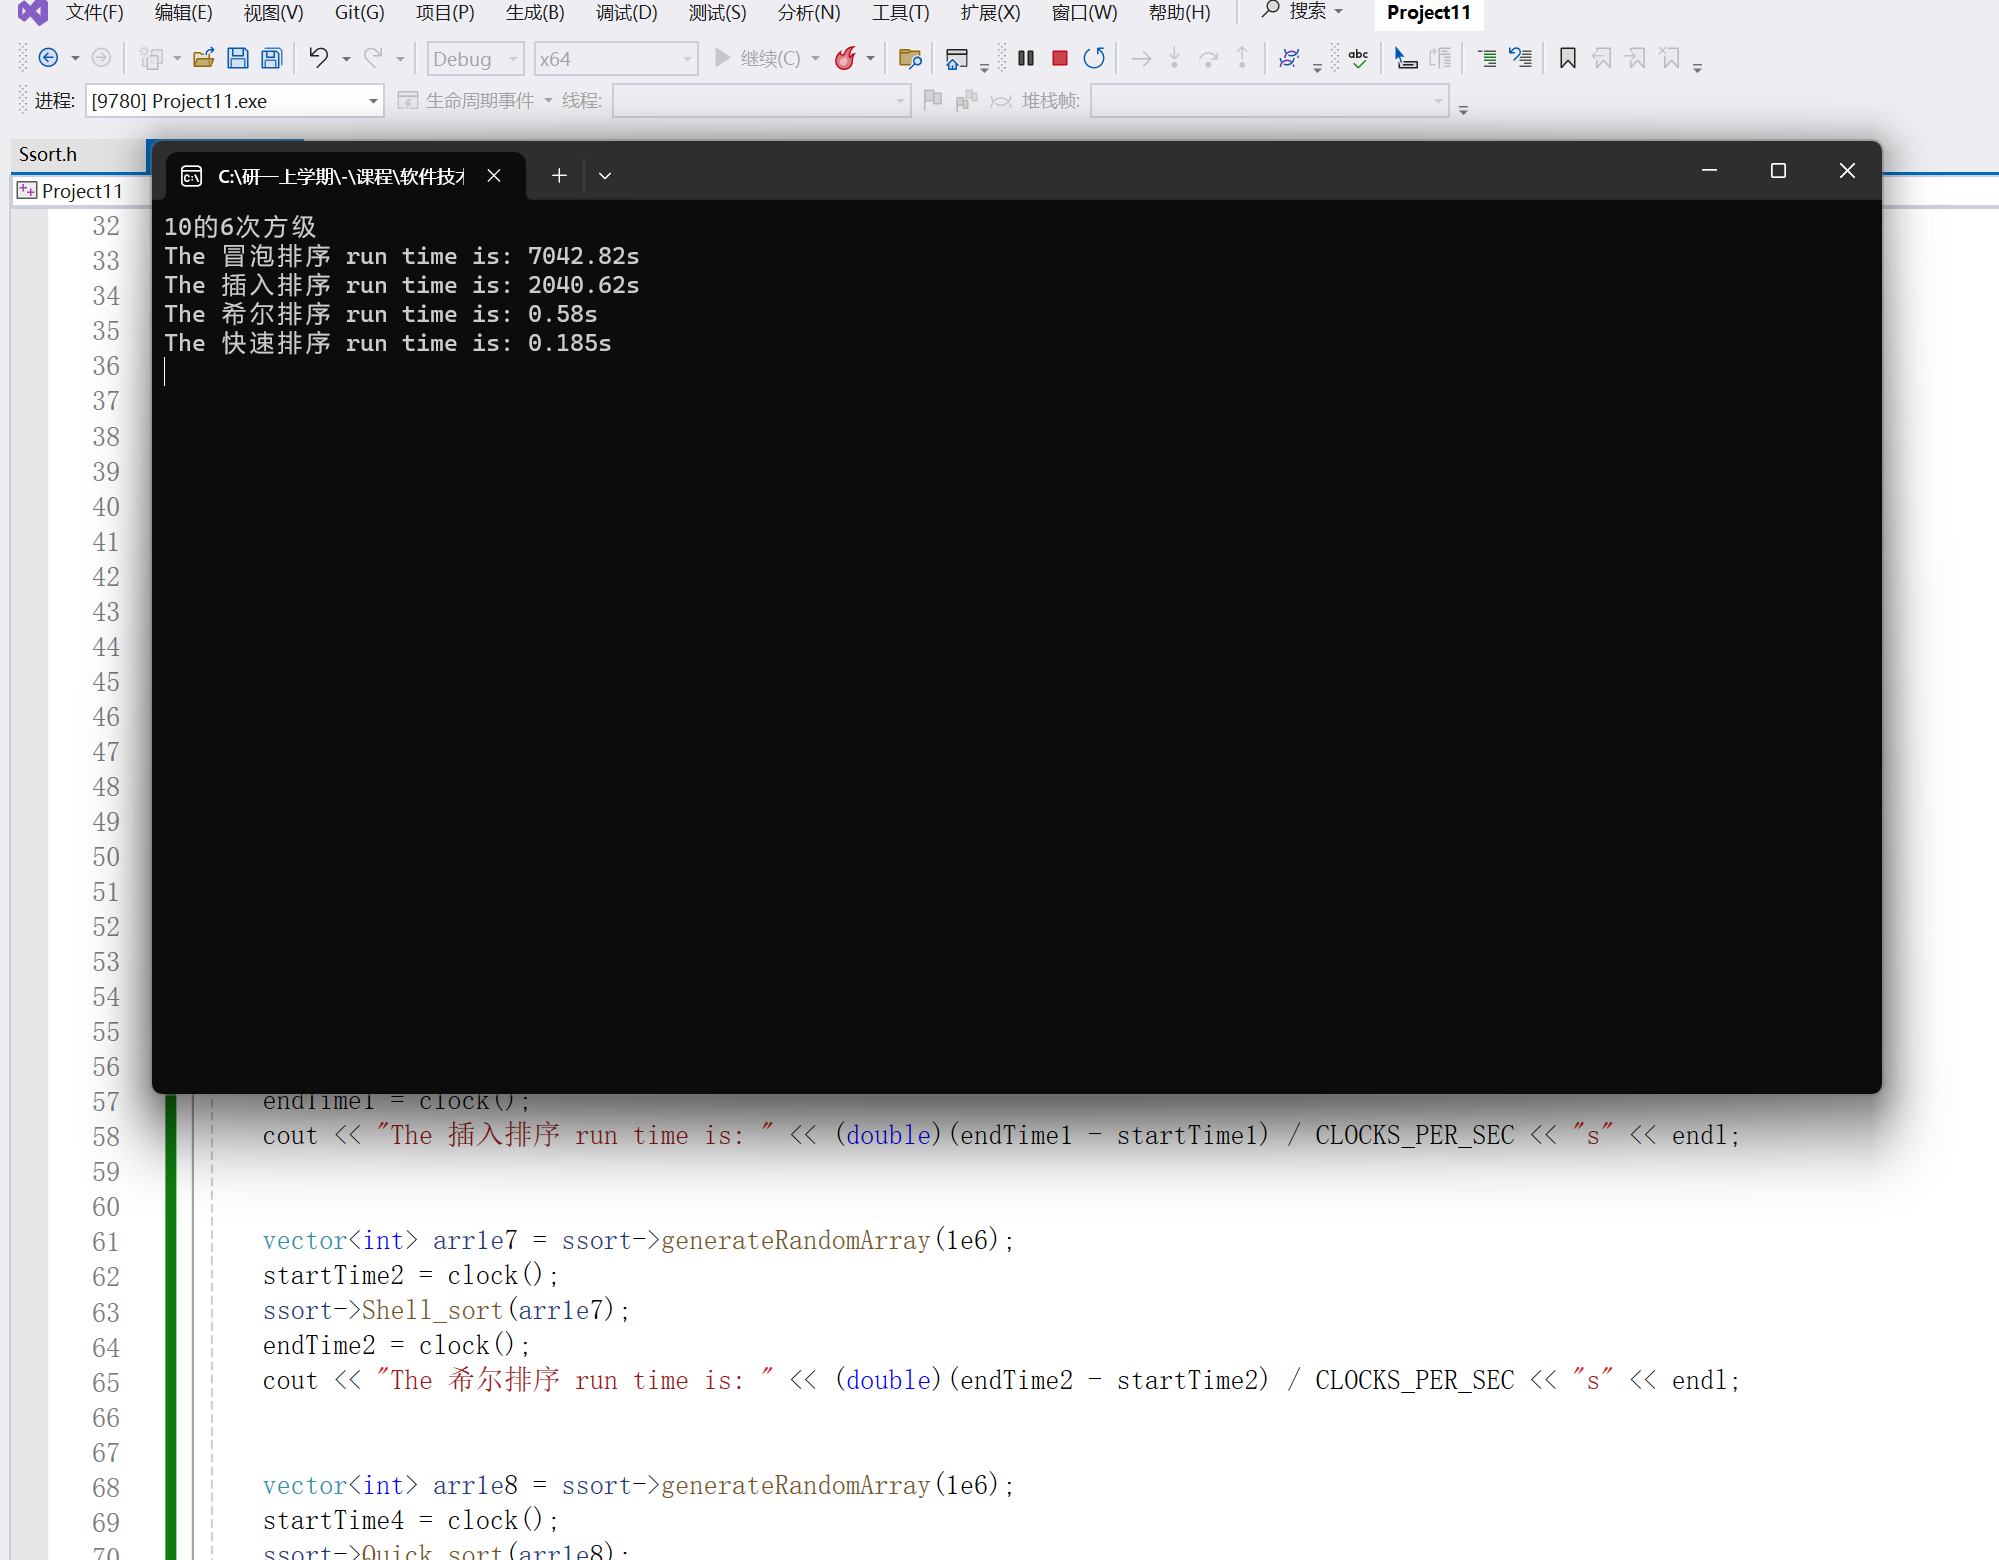 文件(F) 编辑(E) 视图(V) Git(G) 项目(P) 生成(B) 调试(D) 测试(S) 分析(N) 工具(T) 扩展(X) 窗口(W) 帮助(H) 搜索 Project11
Debug x64 继续(C)
进程: [9780] Project11.exe 生命周期事件 线程: 堆栈帧:
Ssort.h
C:\研一上学期\-\课程\软件技术
Project11
10的6次方级
The 冒泡排序 run time is: 7042.82s
The 插入排序 run time is: 2040.62s
The 希尔排序 run time is: 0.58s
The 快速排序 run time is: 0.185s
32
33
34
35
36
37
38
39
40
41
42
43
44
45
46
47
48
49
50
51
52
53
54
55
56
57 endTime1 = clock();
58 cout << "The 插入排序 run time is: " << (double)(endTime1 - startTime1) / CLOCKS_PER_SEC << "s" << endl;
59
60
61 vector<int> arr1e7 = ssort->generateRandomArray(1e6);
62 startTime2 = clock();
63 ssort->Shell_sort(arr1e7);
64 endTime2 = clock();
65 cout << "The 希尔排序 run time is: " << (double)(endTime2 - startTime2) / CLOCKS_PER_SEC << "s" << endl;
66
67
68 vector<int> arr1e8 = ssort->generateRandomArray(1e6);
69 startTime4 = clock();
70 ssort->Quick_sort(arr1e8);